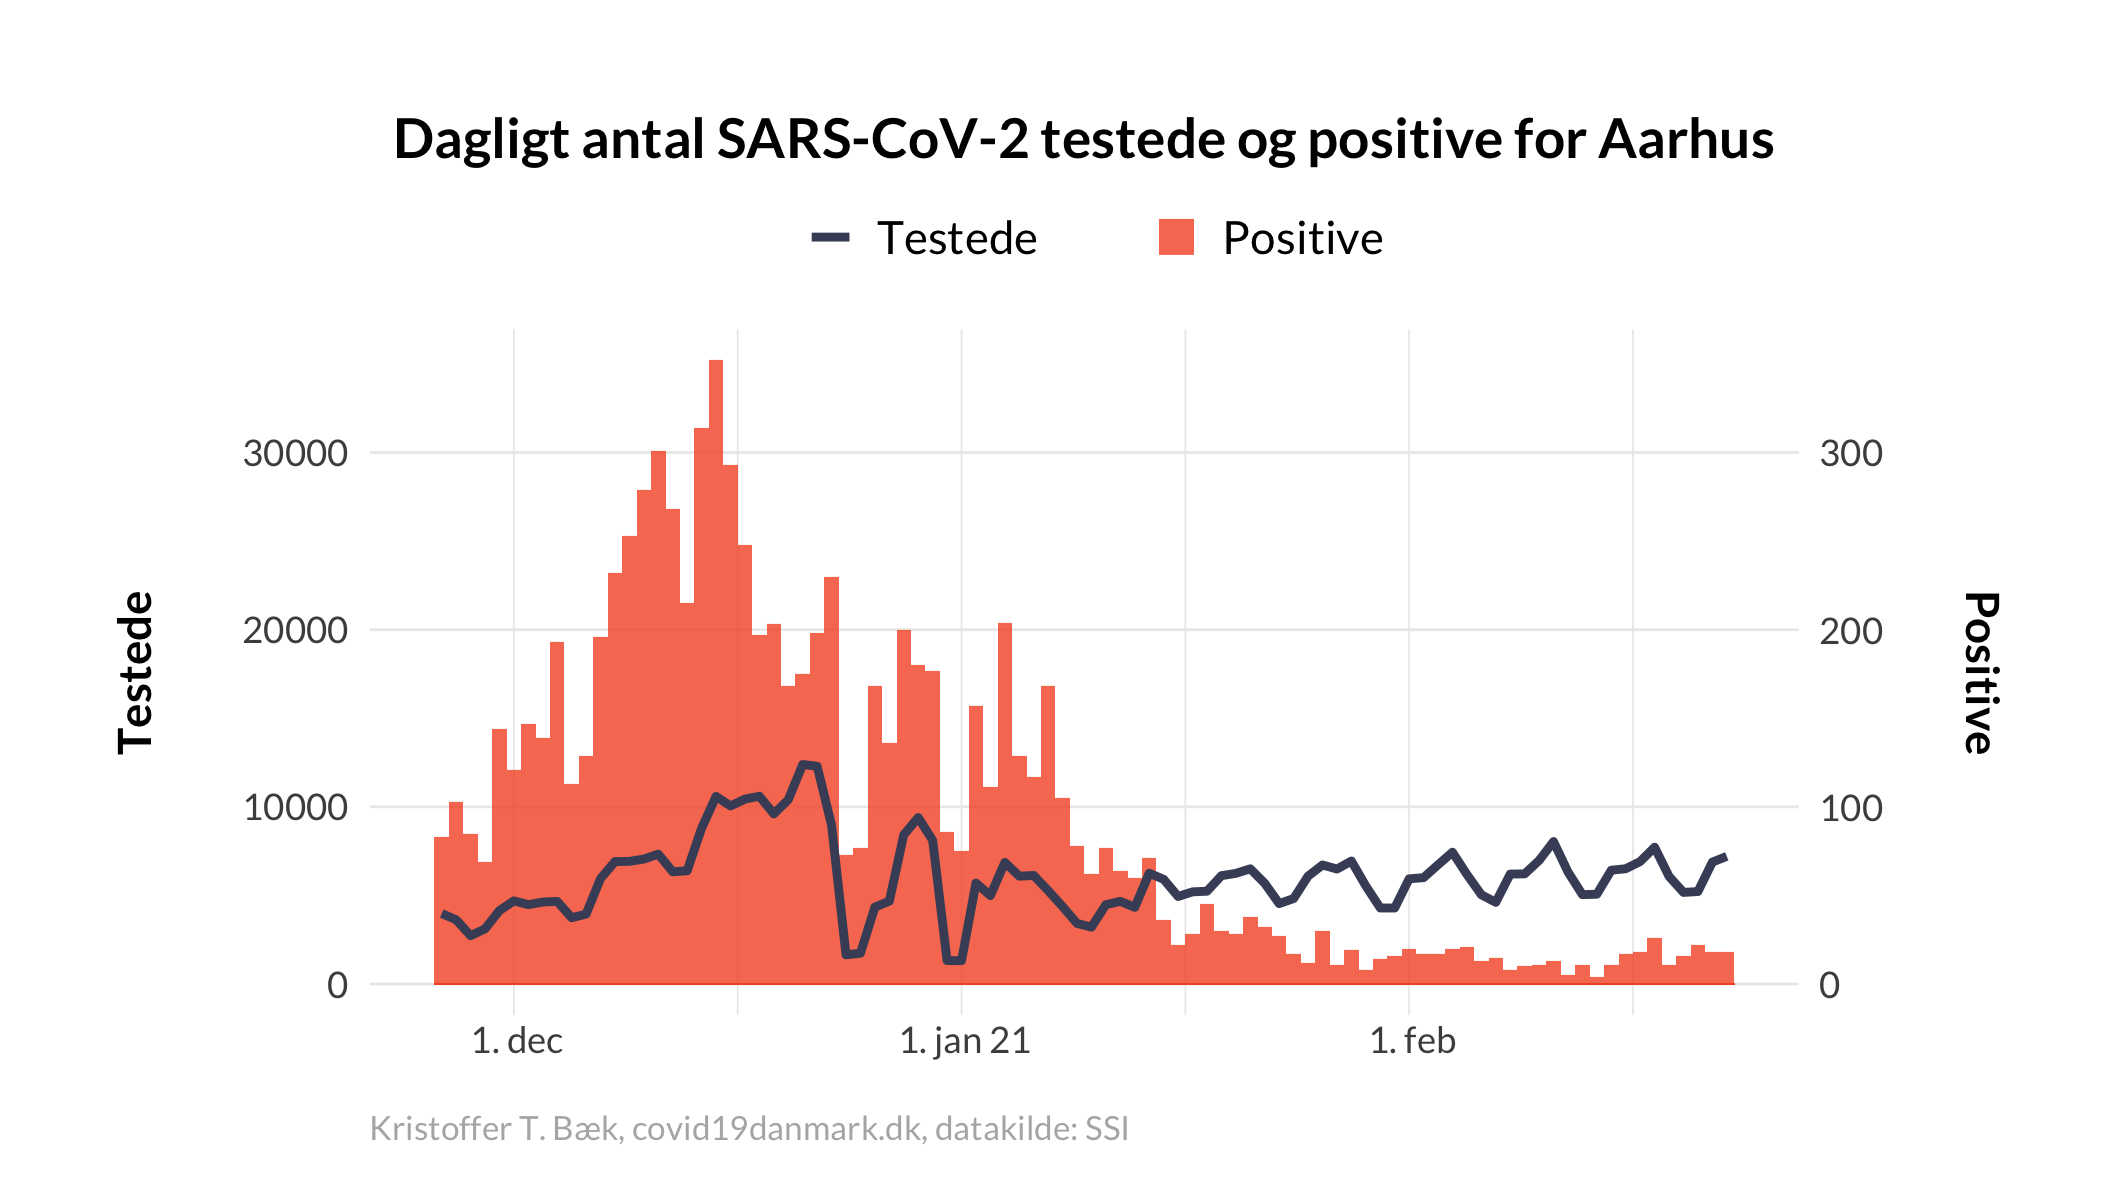 Dagligt antal SARS-CoV-2 testede og positive for Aarhus
Testede
Positive
Testede
30000
20000
10000
0
300
200
100
0
Positive
1. dec
1. jan 21
1. feb
Kristoffer T. Bæk, covid19danmark.dk, datakilde: SSI